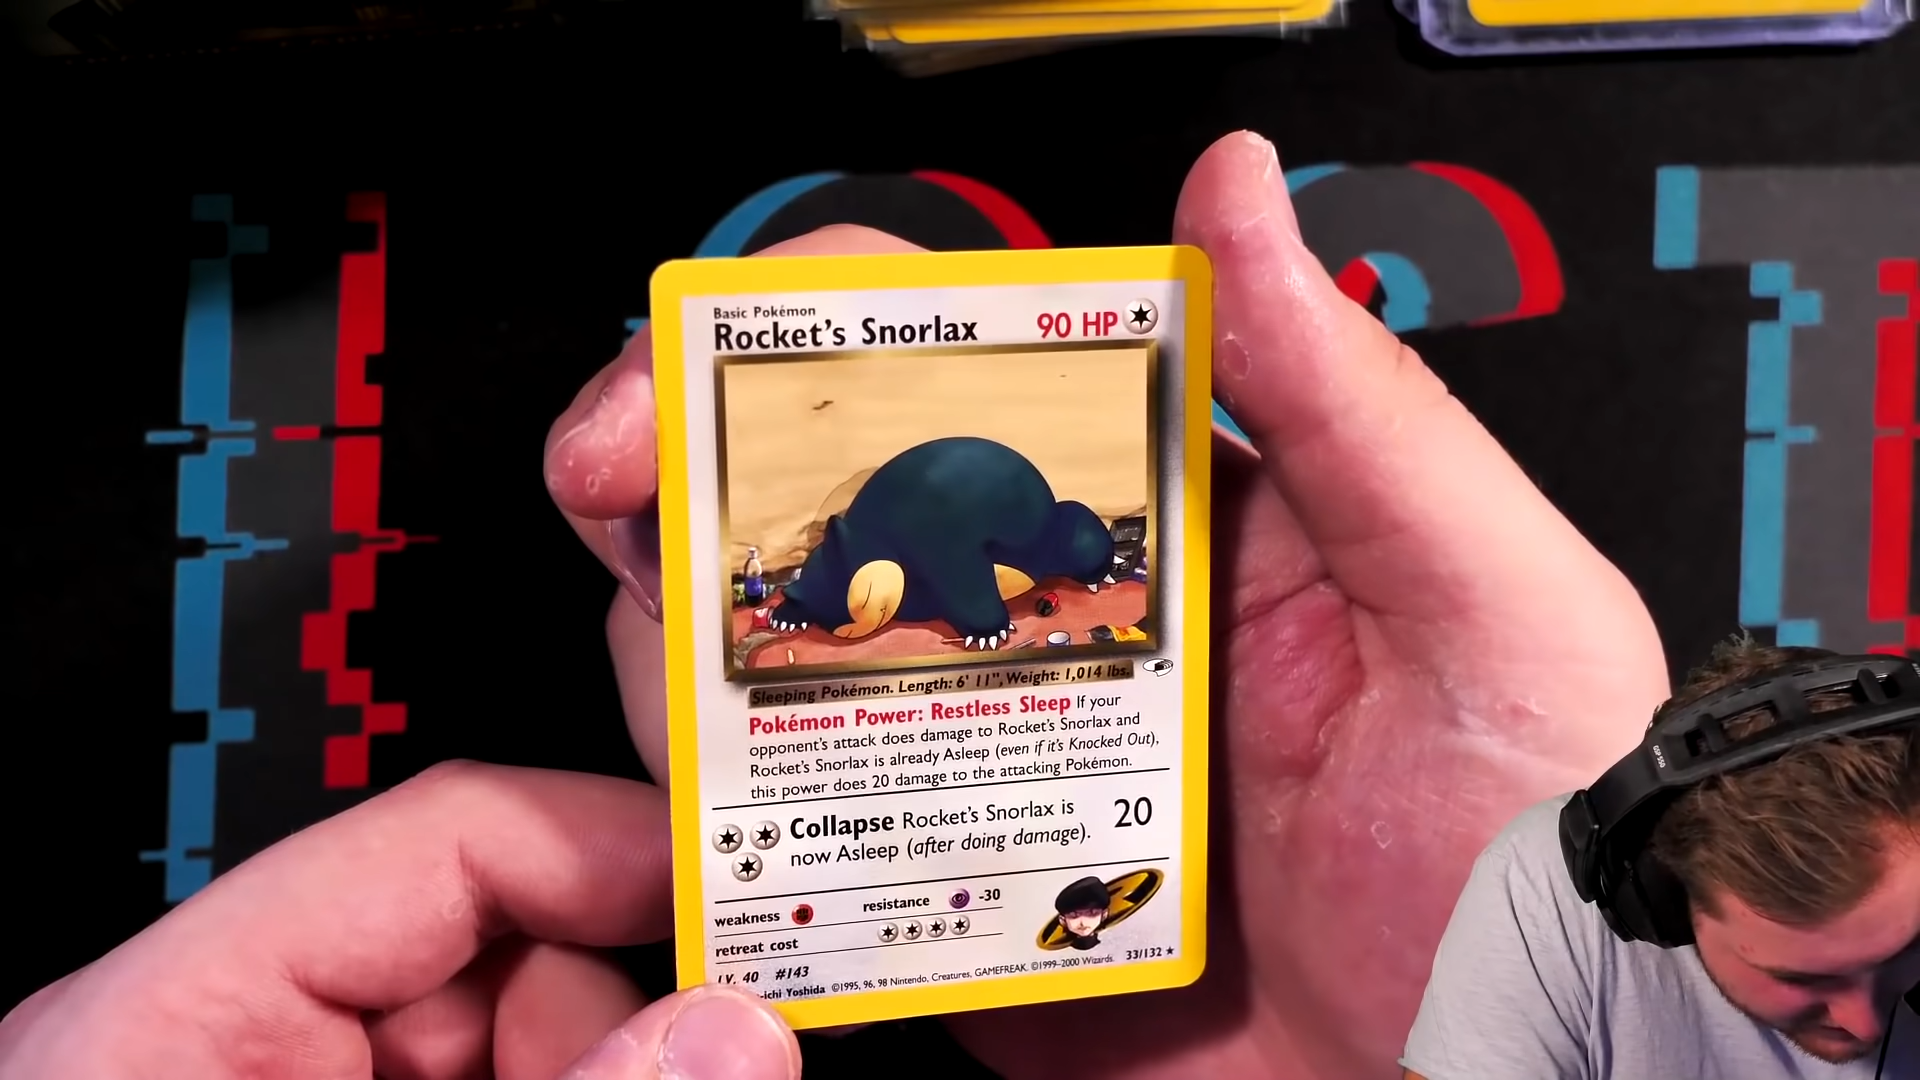 Basic Pokémon
Rocket's Snorlax 90 HP
Sleeping Pokémon. Length: 6' 11", Weight: 1,014 lbs.
Pokémon Power: Restless Sleep If your
opponent's attack does damage to Rocket's Snorlax and
Rocket's Snorlax is already Asleep (even if it's Knocked Out),
this power does 20 damage to the attacking Pokémon.
Collapse Rocket's Snorlax is 20
now Asleep (after doing damage).
weakness resistance -30
retreat cost
LV. 40 #143
-ichi Yoshida ©1995, 96, 98 Nintendo, Creatures, GAMEFREAK. ©1999-2000 Wizards. 33/132 ★
GSP 550